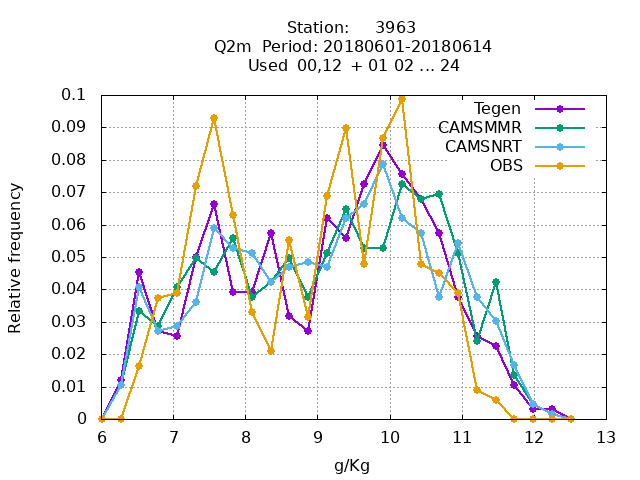 Station: 3963
Q2m Period: 20180601-20180614
Used 00,12 + 01 02 ... 24
Relative frequency
0.1
0.09
0.08
0.07
0.06
0.05
0.04
0.03
0.02
0.01
0
Tegen
CAMSMMR
CAMSNRT
OBS
6 7 8 9 10 11 12 13
g/Kg